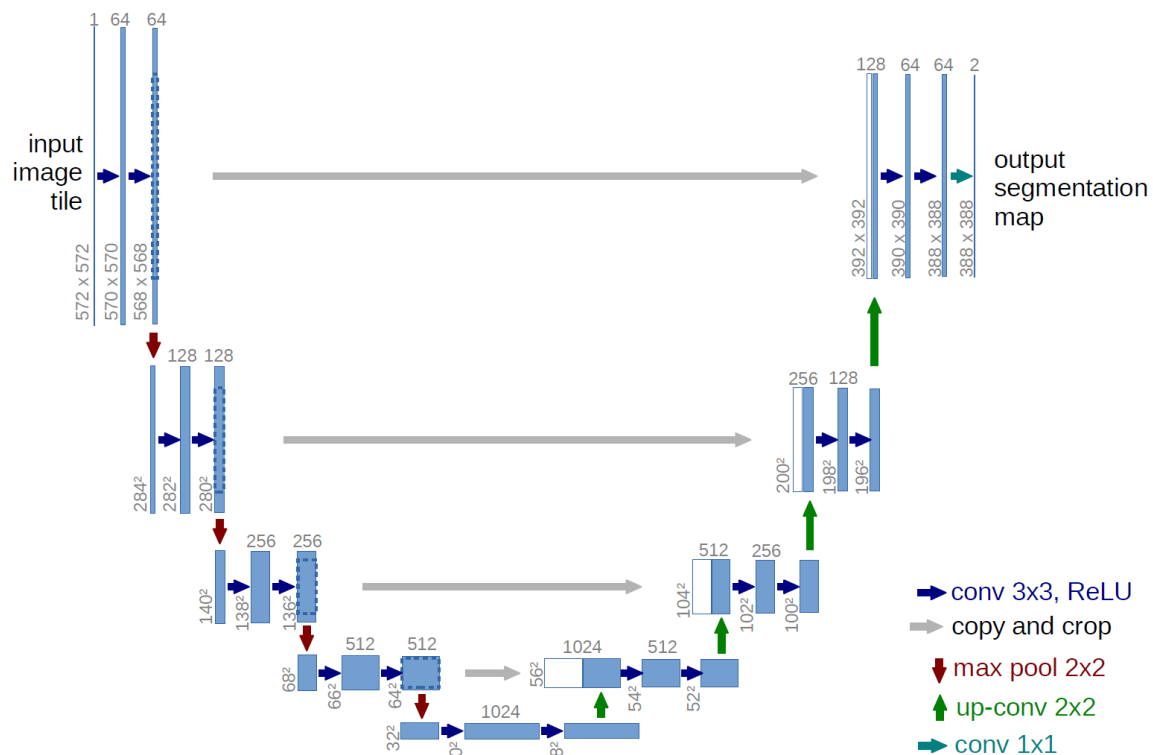 1 64 64
128 64 64 2
input
image
tile
output
segmentation
map
572 x 572
570 x 570
568 x 568
392 x 392
390 x 390
388 x 388
388 x 388
128 128
256 128
284²
282²
280²
200²
198²
196²
256 256
512 256
140²
138²
136²
104²
102²
100²
512 512
1024 512
68²
66²
64²
56²
54²
52²
1024
32²
conv 3x3, ReLU
copy and crop
max pool 2x2
up-conv 2x2
conv 1x1